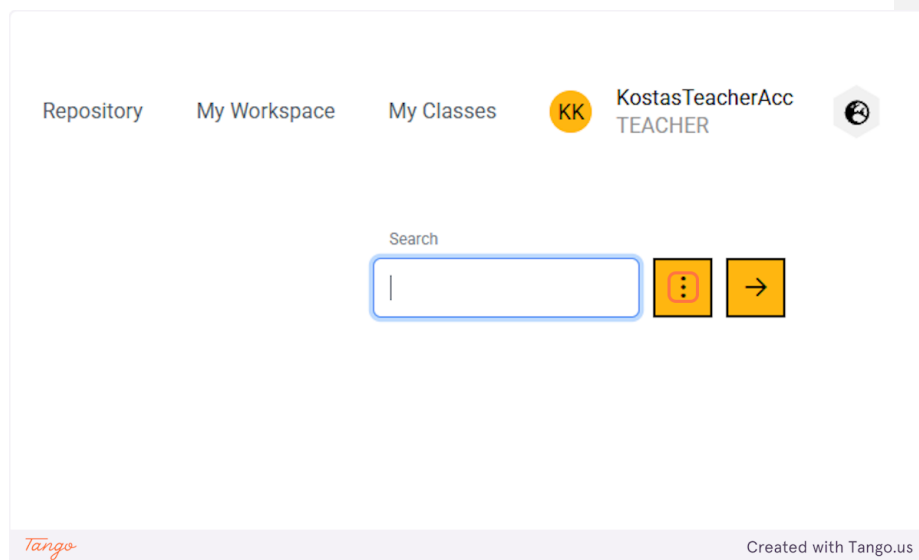 Repository My Workspace My Classes KK KostasTeacherAcc
TEACHER
Search
Tango Created with Tango.us